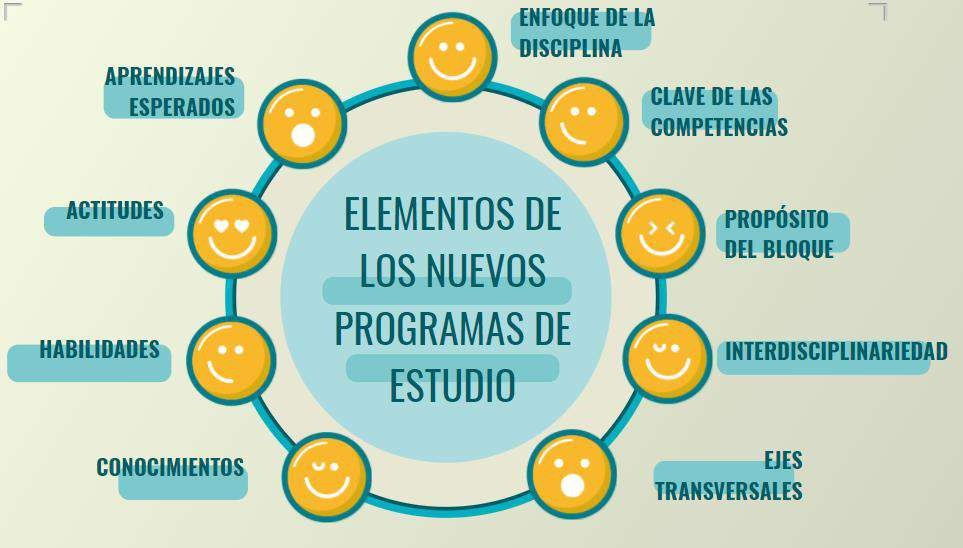 ENFOQUE DE LA
DISCIPLINA
CLAVE DE LAS
COMPETENCIAS
PROPÓSITO
DEL BLOQUE
INTERDISCIPLINARIEDAD
EJES
TRANSVERSALES
CONOCIMIENTOS
HABILIDADES
ACTITUDES
APRENDIZAJES
ESPERADOS
ELEMENTOS DE
LOS NUEVOS
PROGRAMAS DE
ESTUDIO